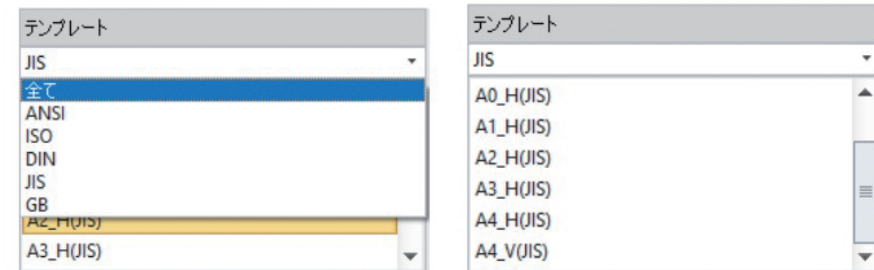 テンプレート
JIS
全て
ANSI
ISO
DIN
JIS
GB
A2_H(JIS)
A3_H(JIS)
テンプレート
JIS
A0_H(JIS)
A1_H(JIS)
A2_H(JIS)
A3_H(JIS)
A4_H(JIS)
A4_V(JIS)